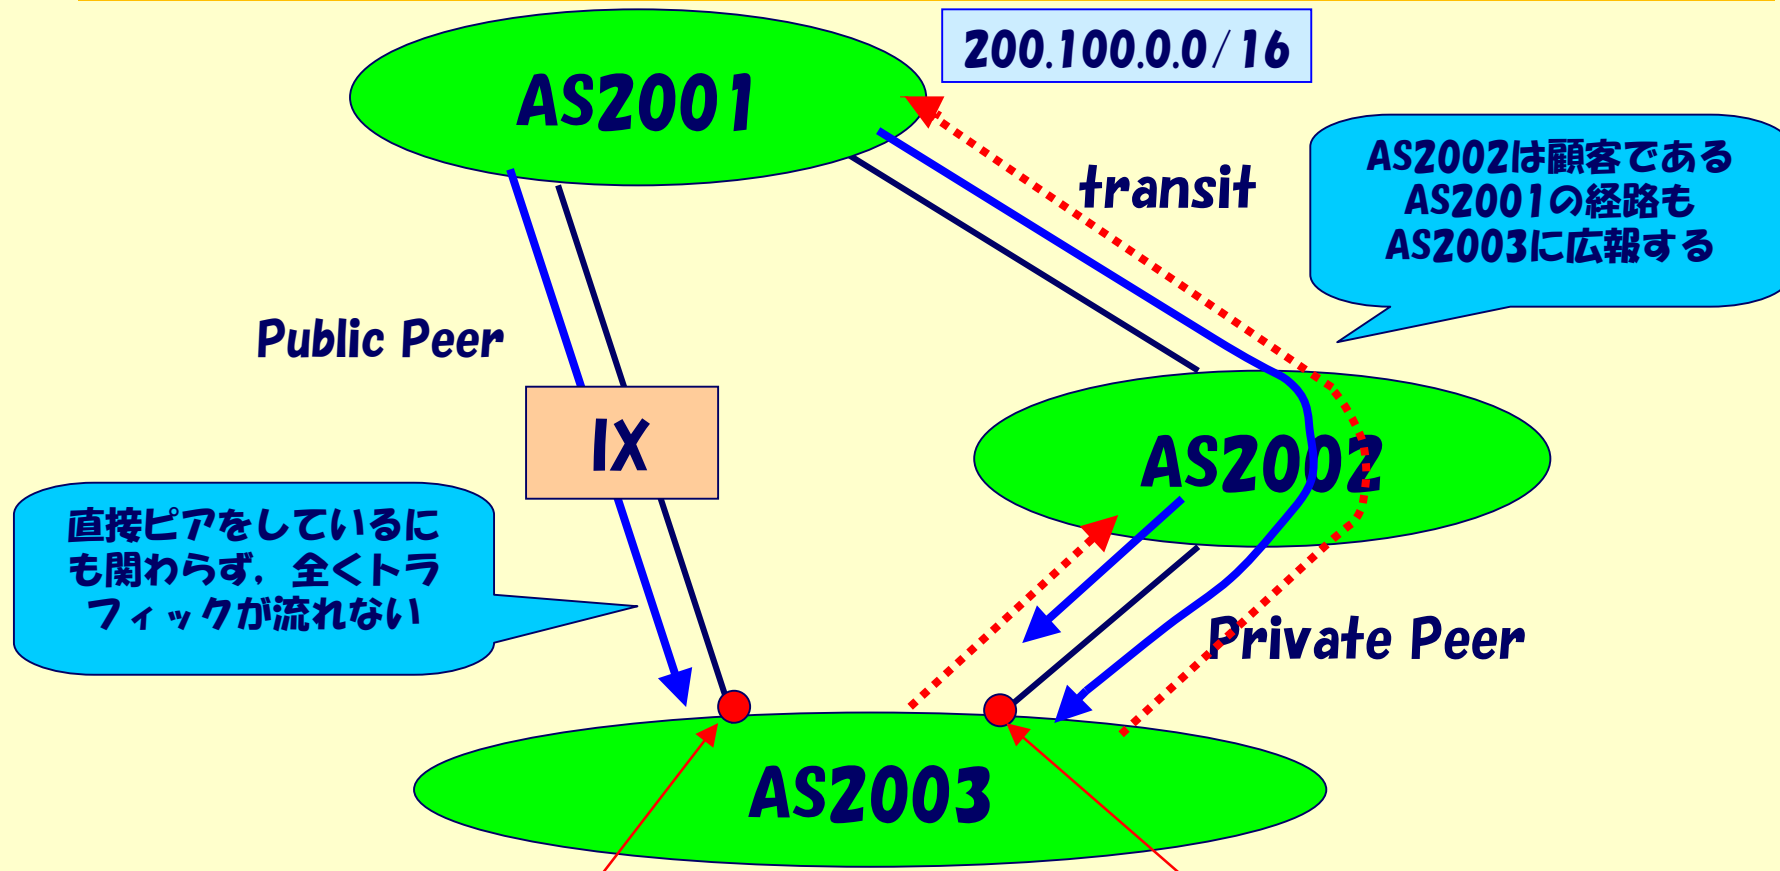 200.100.0.0/16
AS2001
transit
AS2002は顧客である
AS2001の経路も
AS2003に広報する
Public Peer
IX
AS2002
直接ピアをしているに
も関わらず，全くトラ
フィックが流れない
Private Peer
AS2003